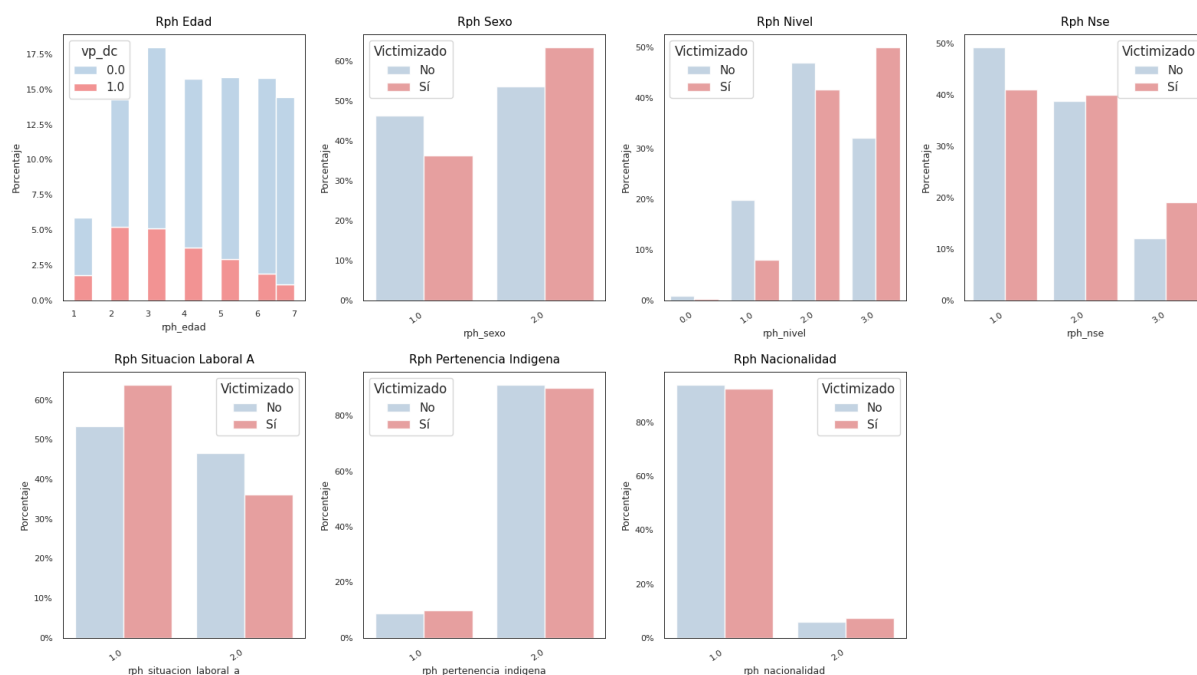 Rph Edad
vp_dc
0.0
1.0
17.5%
15.0%
12.5%
10.0%
7.5%
5.0%
2.5%
0.0%
Porcentaje
1 2 3 4 5 6 7
rph_edad
Rph Sexo
Victimizado
No
Sí
60%
50%
40%
30%
20%
10%
0%
Porcentaje
1.0 2.0
rph_sexo
Rph Nivel
Victimizado
No
Sí
50%
40%
30%
20%
10%
0%
Porcentaje
0.0 1.0 2.0 3.0
rph_nivel
Rph Nse
Victimizado
No
Sí
50%
40%
30%
20%
10%
0%
Porcentaje
1.0 2.0 3.0
rph_nse
Rph Situacion Laboral A
Victimizado
No
Sí
60%
50%
40%
30%
20%
10%
0%
Porcentaje
1.0 2.0
rph_situacion_laboral_a
Rph Pertenencia Indigena
Victimizado
No
Sí
80%
60%
40%
20%
0%
Porcentaje
1.0 2.0
rph_pertenencia_indigena
Rph Nacionalidad
Victimizado
No
Sí
80%
60%
40%
20%
0%
Porcentaje
1.0 2.0
rph_nacionalidad